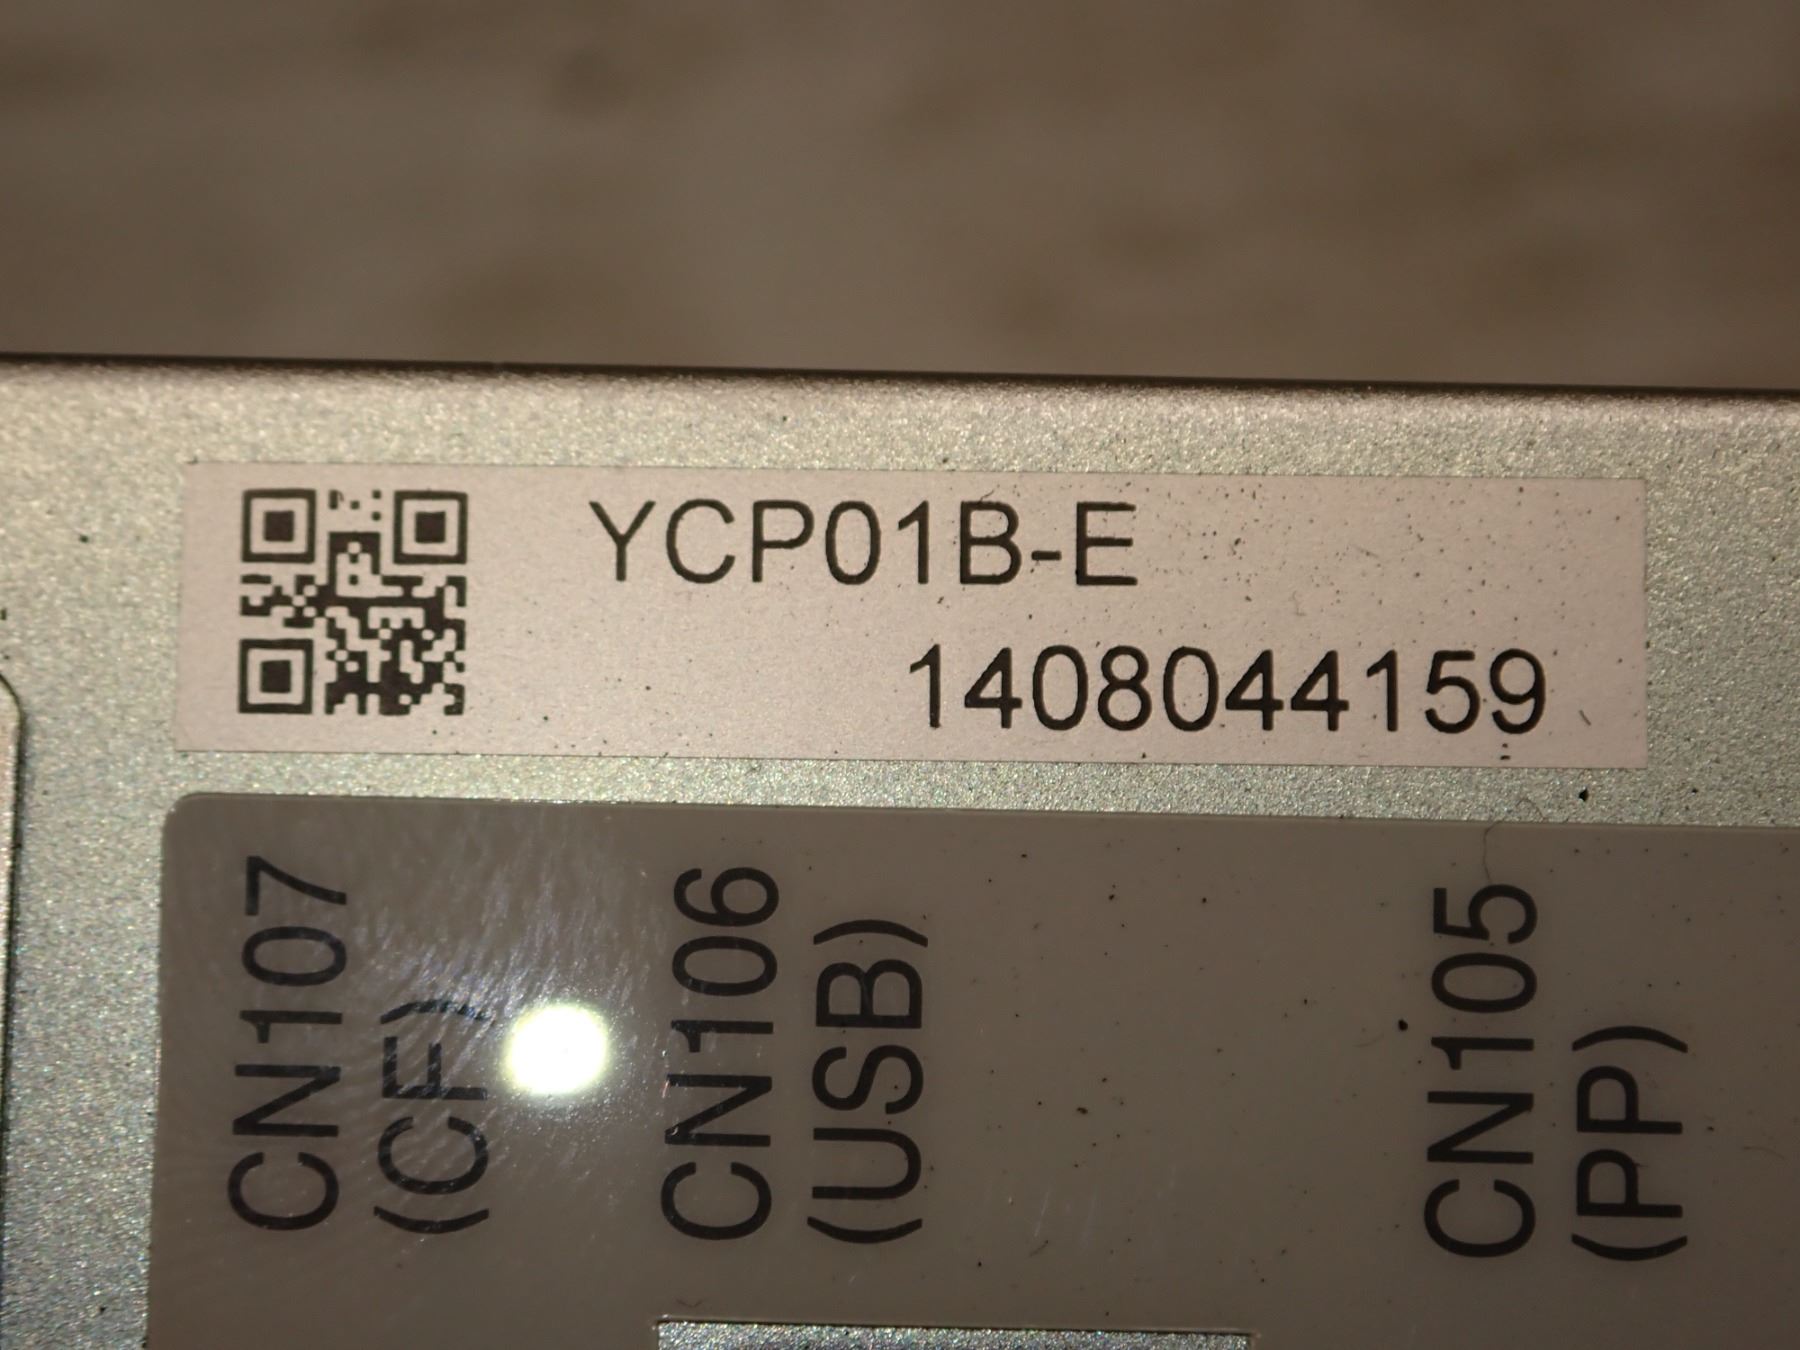 YCP01B-E
1408044159
CN107
(CF)
CN106
(USB)
CN105
(PP)